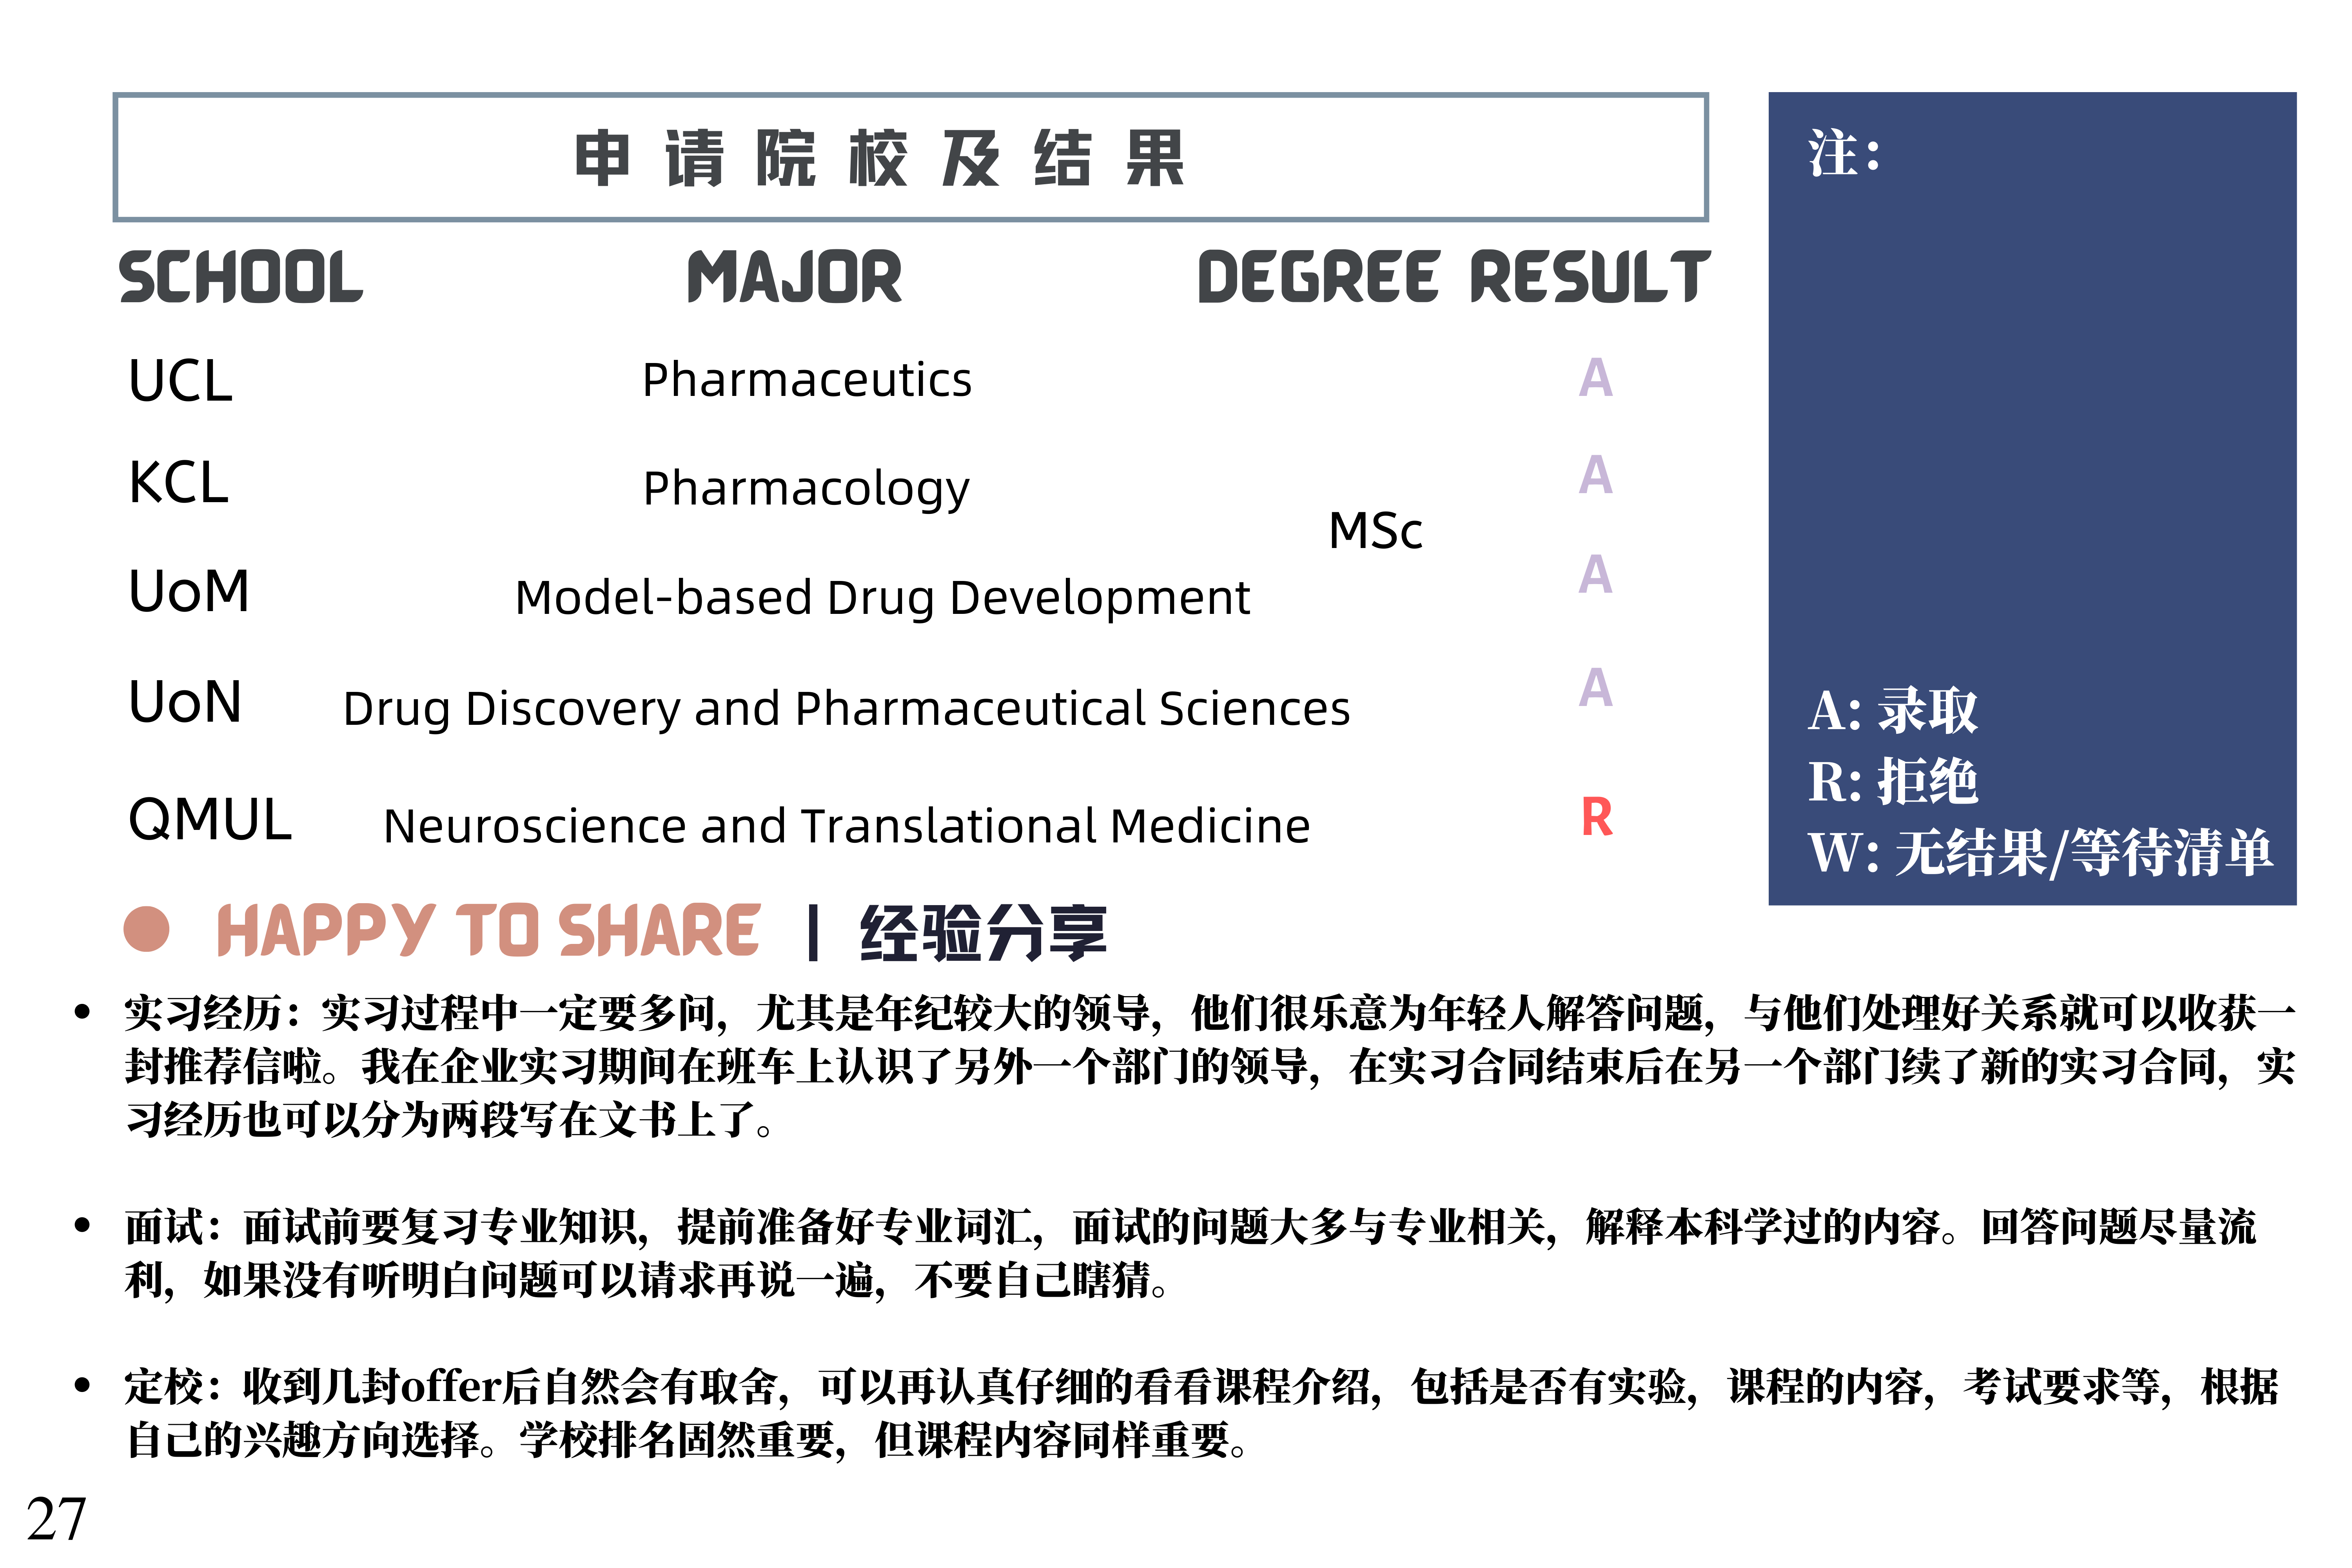 申请院校及结果
注：
SCHOOL MAJOR DEGREE RESULT
UCL Pharmaceutics A
KCL Pharmacology A
MSc
UoM Model-based Drug Development A
UoN Drug Discovery and Pharmaceutical Sciences A
QMUL Neuroscience and Translational Medicine R
A: 录取
R: 拒绝
W: 无结果/等待清单
HAPPY TO SHARE | 经验分享
• 实习经历：实习过程中一定要多问，尤其是年纪较大的领导，他们很乐意为年轻人解答问题，与他们处理好关系就可以收获一
封推荐信啦。我在企业实习期间在班车上认识了另外一个部门的领导，在实习合同结束后在另一个部门续了新的实习合同，实
习经历也可以分为两段写在文书上了。
• 面试：面试前要复习专业知识，提前准备好专业词汇，面试的问题大多与专业相关，解释本科学过的内容。回答问题尽量流
利，如果没有听明白问题可以请求再说一遍，不要自己瞎猜。
• 定校：收到几封offer后自然会有取舍，可以再认真仔细的看看课程介绍，包括是否有实验，课程的内容，考试要求等，根据
自己的兴趣方向选择。学校排名固然重要，但课程内容同样重要。
27